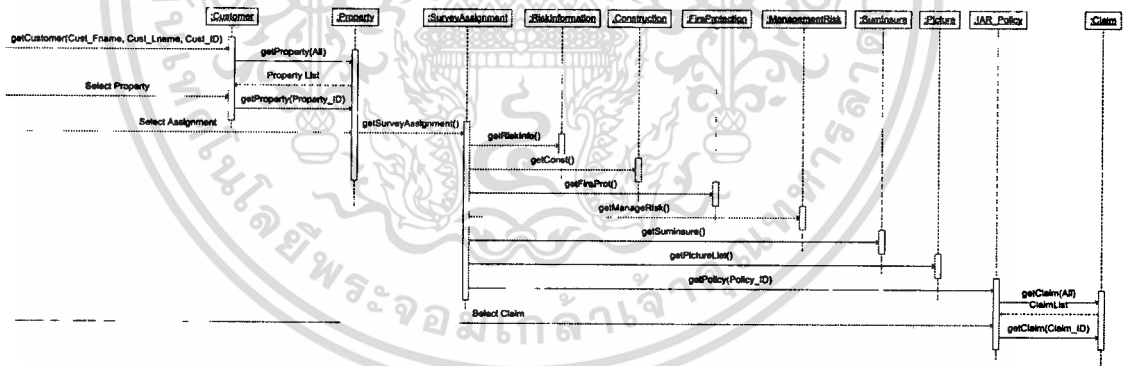 :Customer
:Property
:SurveyAssignment
:RiskInformation
:Construction
:FireProtection
:ManagementRisk
:Suminsure
:Picture
:IAR_Policy
:Claim
getCustomer(Cust_Fname, Cust_Lname, Cust_ID)
getProperty(All)
Property List
Select Property
getProperty(Property_ID)
Select Assignment
getSurveyAssignment()
getRiskInfo()
getConst()
getFireProt()
getManageRisk()
getSuminsure()
getPictureList()
getPolicy(Policy_ID)
getClaim(All)
ClaimList
Select Claim
getClaim(Claim_ID)